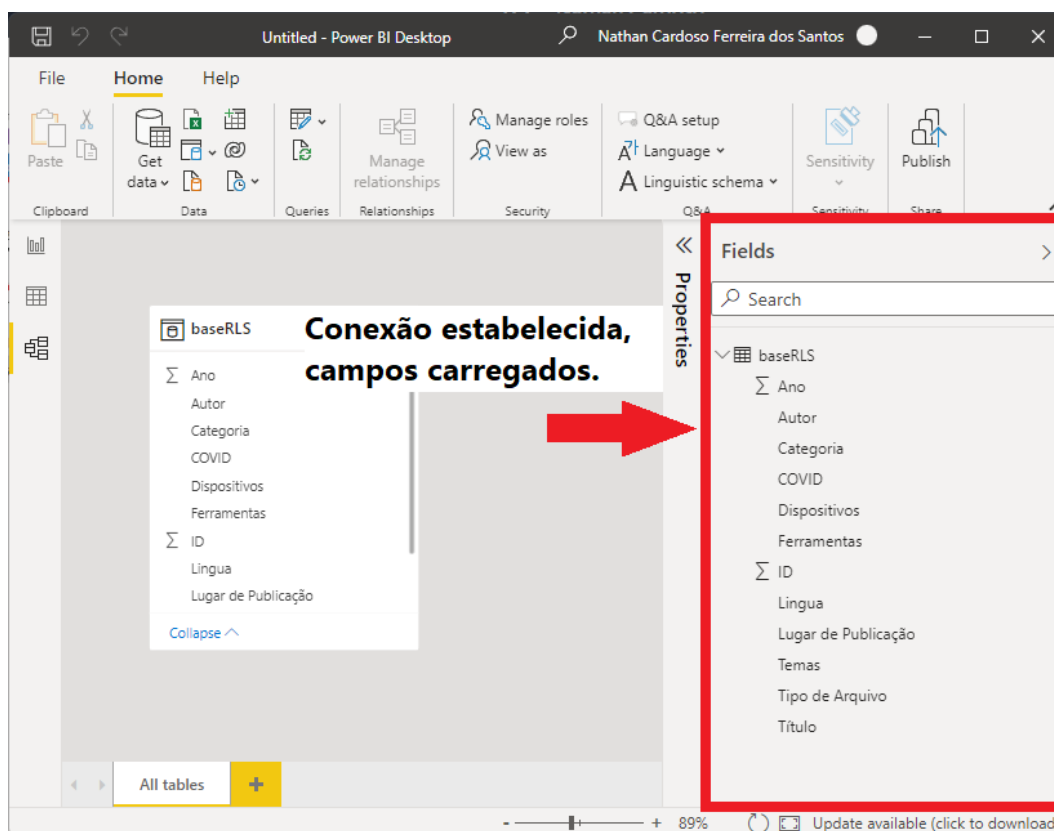 Untitled - Power BI Desktop
Nathan Cardoso Ferreira dos Santos
File
Home
Help
Paste
Get
data
Manage
relationships
Manage roles
View as
Q&A setup
Language
Linguistic schema
Sensitivity
Publish
Clipboard
Data
Queries
Relationships
Security
Q&A
Sensitivity
Share
baseRLS
Ano
Autor
Categoria
COVID
Dispositivos
Ferramentas
ID
Lingua
Lugar de Publicação
Collapse
Conexão estabelecida,
campos carregados.
Properties
Fields
Search
baseRLS
Ano
Autor
Categoria
COVID
Dispositivos
Ferramentas
ID
Lingua
Lugar de Publicação
Temas
Tipo de Arquivo
Título
All tables
89%
Update available (click to download